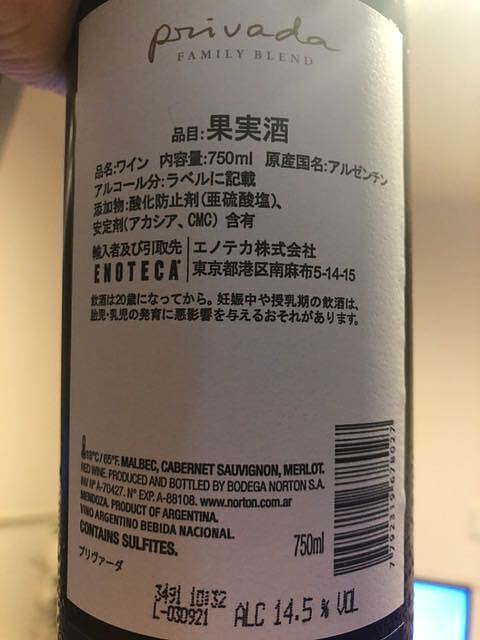 privada
FAMILY BLEND
品目:果実酒
品名:ワイン 内容量:750ml 原産国名:アルゼンチン
アルコール分:ラベルに記載
添加物:酸化防止剤(亜硫酸塩)、
安定剤(アカシア、CMC) 含有
輸入者及び引取先 エノテカ株式会社
ENOTECA 東京都港区南麻布5-14-15
飲酒は20歳になってから。妊娠中や授乳期の飲酒は、
胎児・乳児の発育に悪影響を与えるおそれがあります。
18°C / 65°F. MALBEC, CABERNET SAUVIGNON, MERLOT.
RED WINE. PRODUCED AND BOTTLED BY BODEGA NORTON S.A.
INV N° A-70427. N° EXP. A-88108. www.norton.com.ar
MENDOZA. PRODUCT OF ARGENTINA.
VINO ARGENTINO BEBIDA NACIONAL.
CONTAINS SULFITES.
750ml
プリヴァーダ
3491 10:32
L-030921 ALC 14.5 % VOL